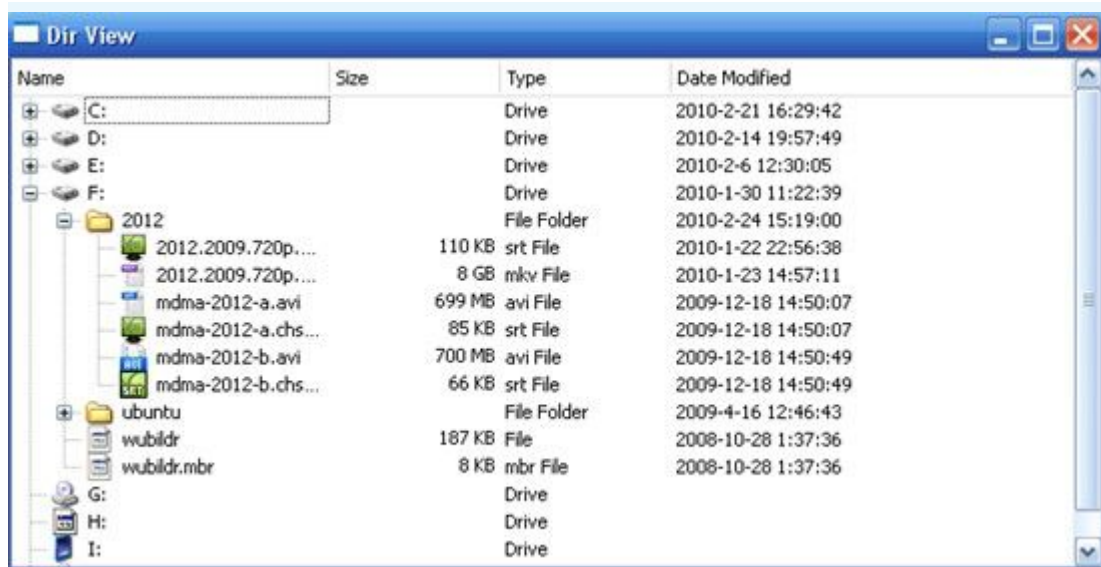 Dir View
Name Size Type Date Modified
C: Drive 2010-2-21 16:29:42
D: Drive 2010-2-14 19:57:49
E: Drive 2010-2-6 12:30:05
F: Drive 2010-1-30 11:22:39
2012 File Folder 2010-2-24 15:19:00
2012.2009.720p.... 110 KB srt File 2010-1-22 22:56:38
2012.2009.720p.... 8 GB mkv File 2010-1-23 14:57:11
mdma-2012-a.avi 699 MB avi File 2009-12-18 14:50:07
mdma-2012-a.chs... 85 KB srt File 2009-12-18 14:50:07
mdma-2012-b.avi 700 MB avi File 2009-12-18 14:50:49
mdma-2012-b.chs... 66 KB srt File 2009-12-18 14:50:49
ubuntu File Folder 2009-4-16 12:46:43
wubildr 187 KB File 2008-10-28 1:37:36
wubildr.mbr 8 KB mbr File 2008-10-28 1:37:36
G: Drive
H: Drive
I: Drive